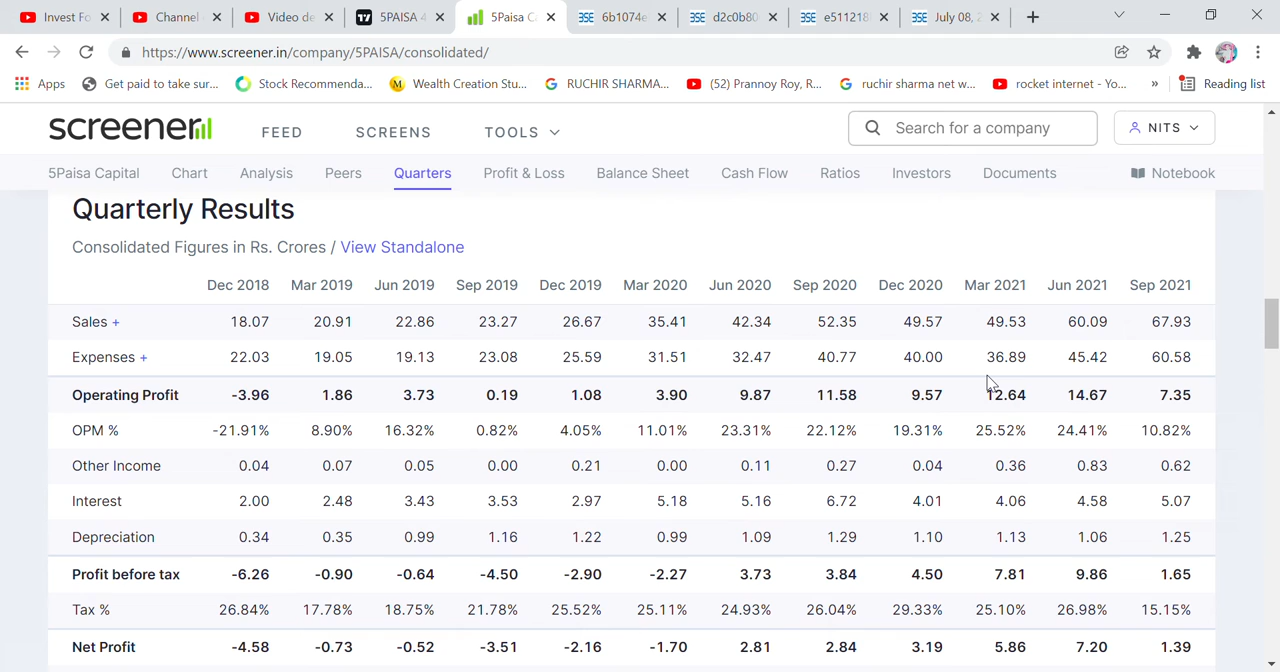 Invest Fo
Channel
Video de
5PAISA 4
5Paisa Ca
6b1074e
d2c0b80
e511218
July 08, 2
https://www.screener.in/company/5PAISA/consolidated/
Apps
Get paid to take sur...
Stock Recommenda...
Wealth Creation Stu...
RUCHIR SHARMA...
(52) Prannoy Roy, R...
ruchir sharma net w...
rocket internet - Yo...
»
Reading list
screener
FEED SCREENS TOOLS
Search for a company
NITS
5Paisa Capital Chart Analysis Peers Quarters Profit & Loss Balance Sheet Cash Flow Ratios Investors Documents Notebook
Quarterly Results
Consolidated Figures in Rs. Crores / View Standalone
Dec 2018 Mar 2019 Jun 2019 Sep 2019 Dec 2019 Mar 2020 Jun 2020 Sep 2020 Dec 2020 Mar 2021 Jun 2021 Sep 2021
Sales + 18.07 20.91 22.86 23.27 26.67 35.41 42.34 52.35 49.57 49.53 60.09 67.93
Expenses + 22.03 19.05 19.13 23.08 25.59 31.51 32.47 40.77 40.00 36.89 45.42 60.58
Operating Profit -3.96 1.86 3.73 0.19 1.08 3.90 9.87 11.58 9.57 12.64 14.67 7.35
OPM % -21.91% 8.90% 16.32% 0.82% 4.05% 11.01% 23.31% 22.12% 19.31% 25.52% 24.41% 10.82%
Other Income 0.04 0.07 0.05 0.00 0.21 0.00 0.11 0.27 0.04 0.36 0.83 0.62
Interest 2.00 2.48 3.43 3.53 2.97 5.18 5.16 6.72 4.01 4.06 4.58 5.07
Depreciation 0.34 0.35 0.99 1.16 1.22 0.99 1.09 1.29 1.10 1.13 1.06 1.25
Profit before tax -6.26 -0.90 -0.64 -4.50 -2.90 -2.27 3.73 3.84 4.50 7.81 9.86 1.65
Tax % 26.84% 17.78% 18.75% 21.78% 25.52% 25.11% 24.93% 26.04% 29.33% 25.10% 26.98% 15.15%
Net Profit -4.58 -0.73 -0.52 -3.51 -2.16 -1.70 2.81 2.84 3.19 5.86 7.20 1.39